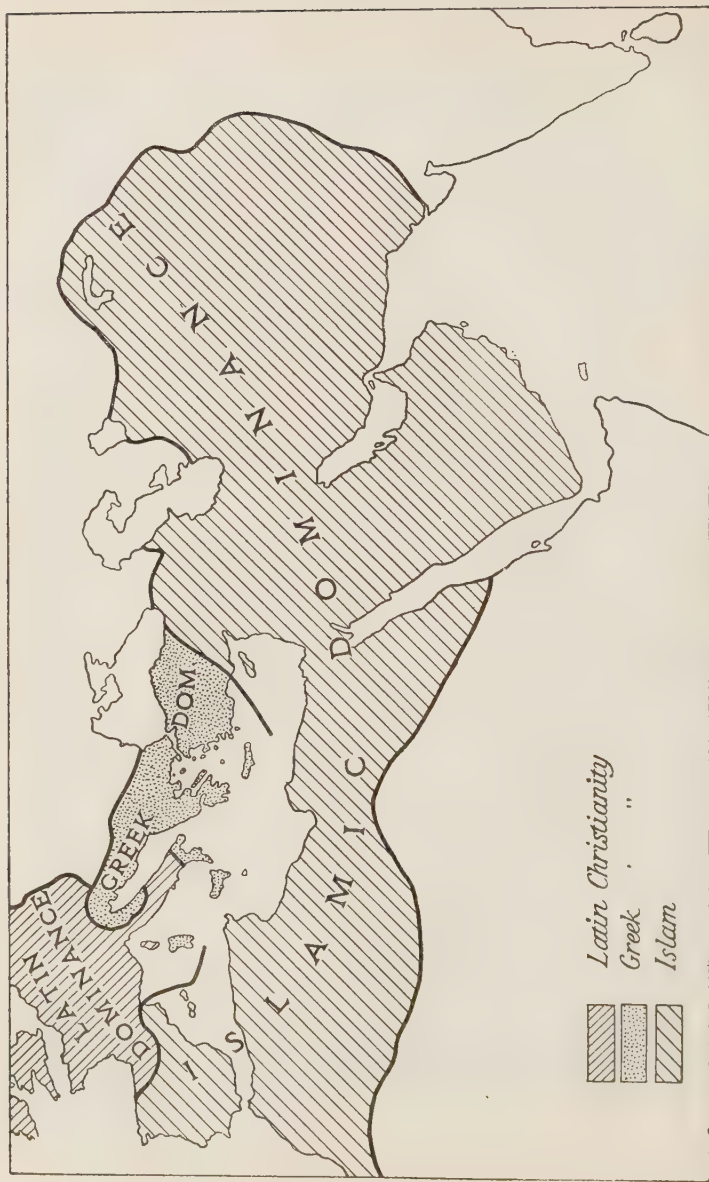 LATIN
DOMINANCE
GREEK DOM
ISLAMIC DOMINANCE
Latin Christianity
Greek " "
Islam